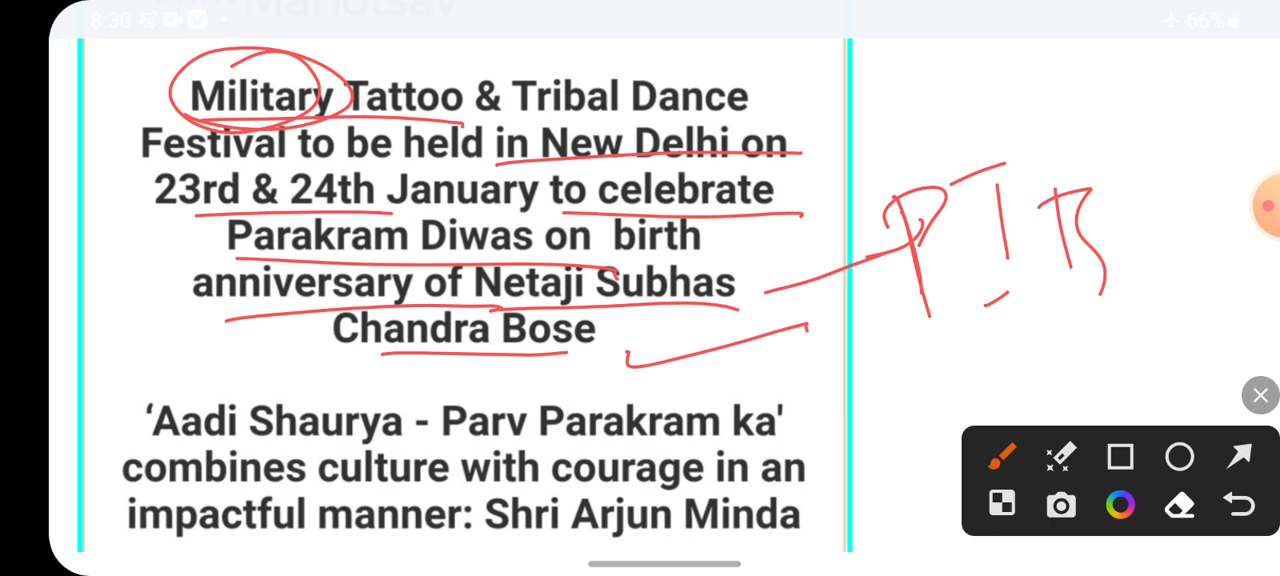 8:30
66%
Mahotsav
Military Tattoo & Tribal Dance
Festival to be held in New Delhi on
23rd & 24th January to celebrate
Parakram Diwas on birth
anniversary of Netaji Subhas
Chandra Bose
PIB
‘Aadi Shaurya - Parv Parakram ka'
combines culture with courage in an
impactful manner: Shri Arjun Minda